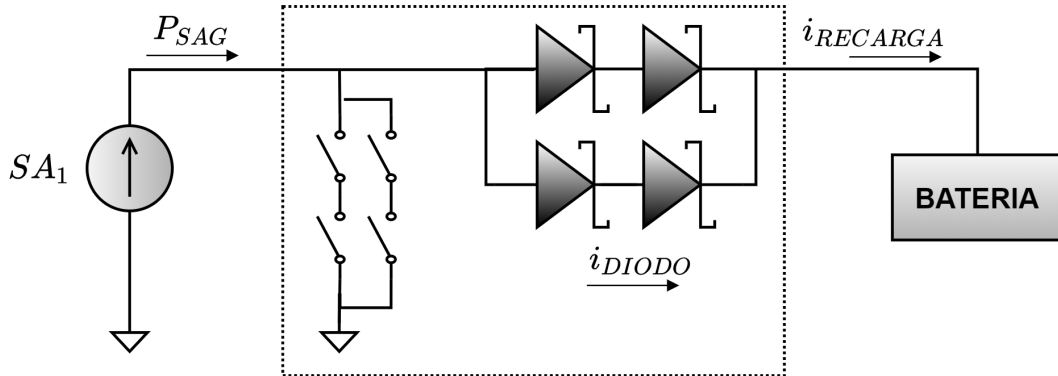 P_SAG
i_RECARGA
SA_1
BATERIA
i_DIODO